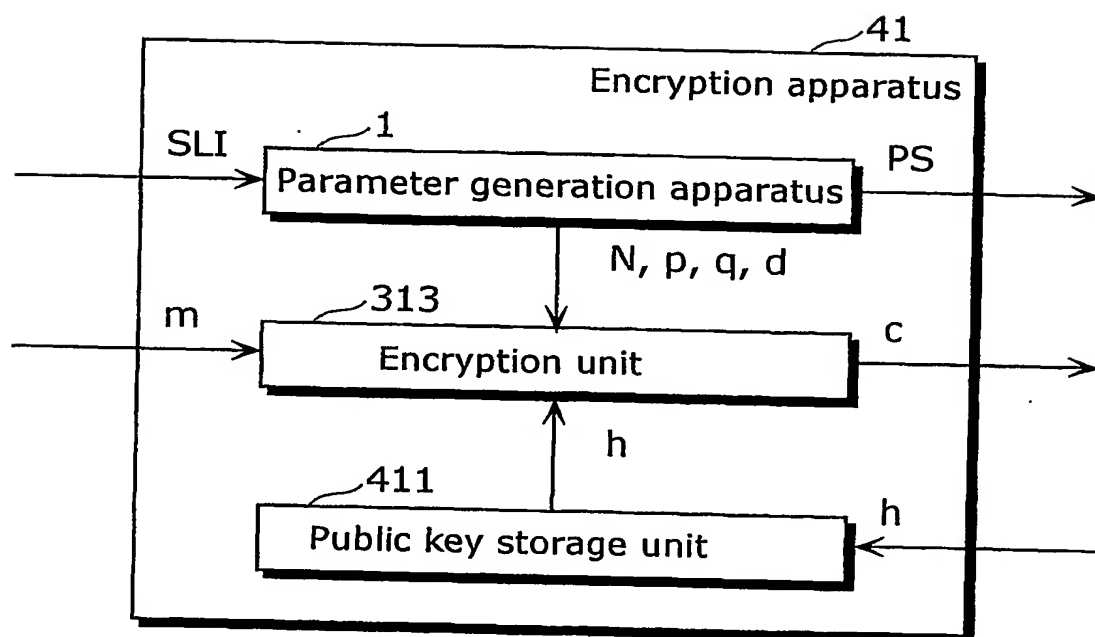 41
Encryption apparatus
1
SLI
Parameter generation apparatus
PS
N, p, q, d
313
m
Encryption unit
c
h
411
Public key storage unit
h